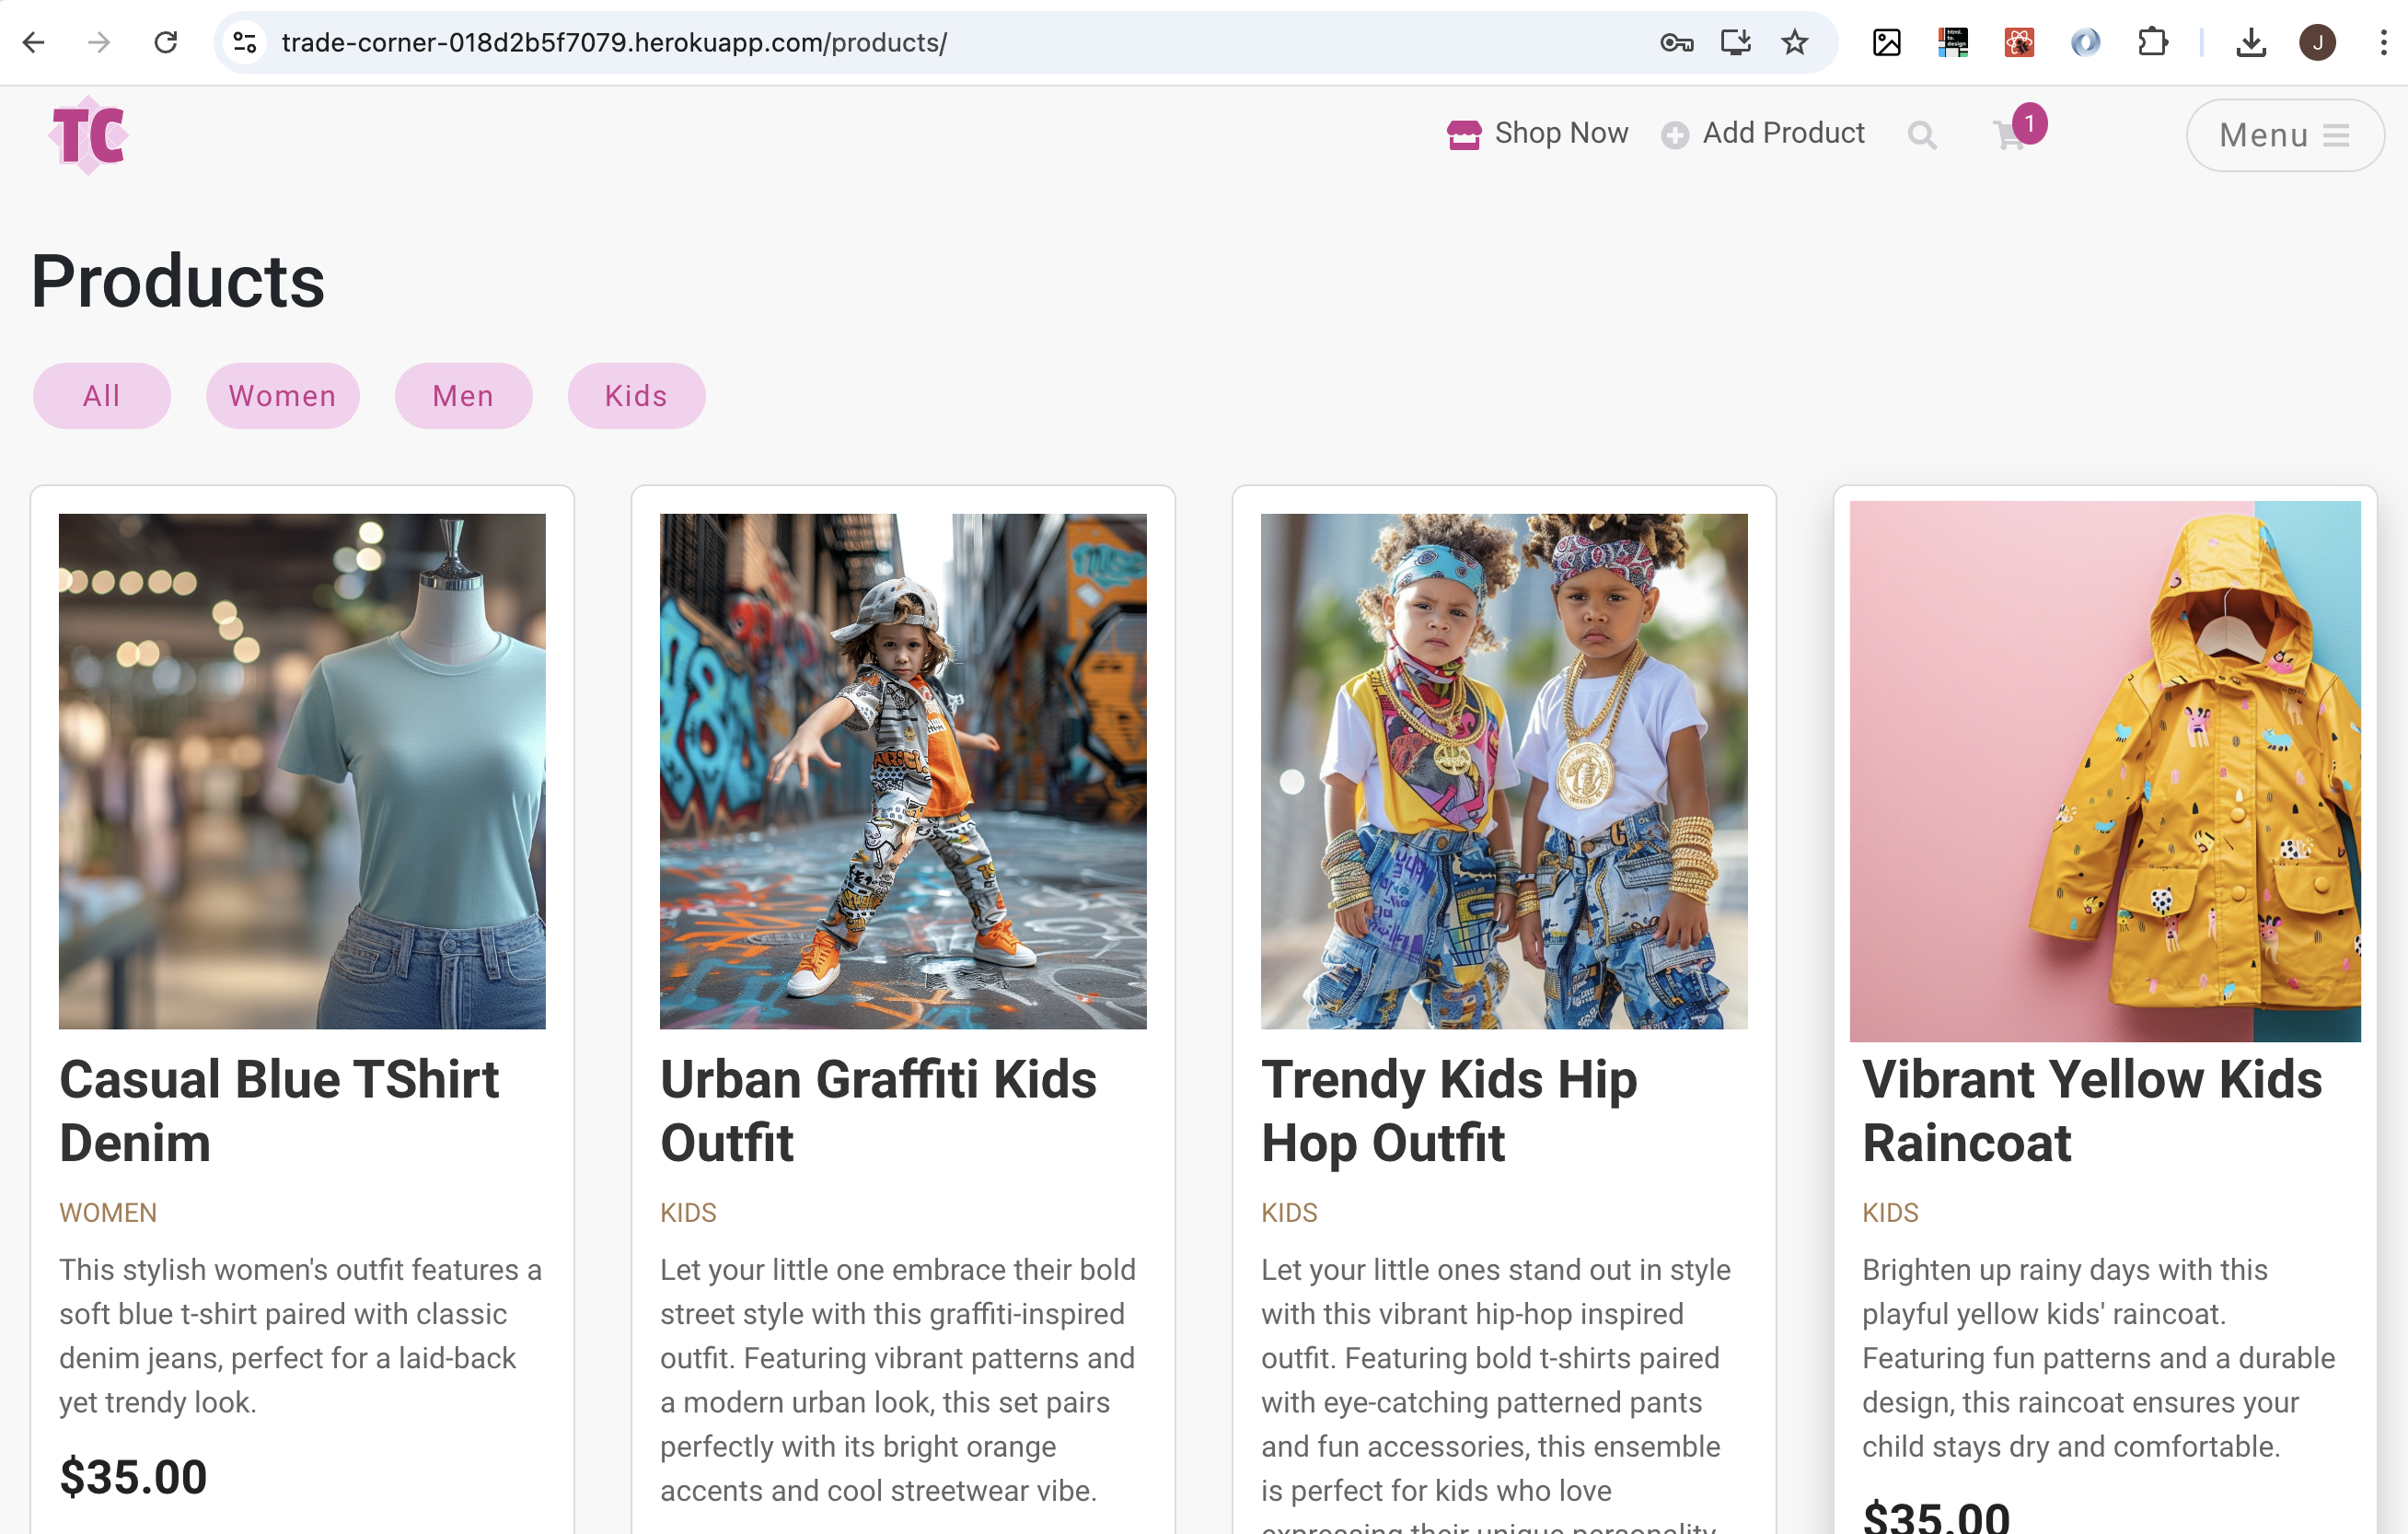 trade-corner-018d2b5f7079.herokuapp.com/products/
J
TC
Shop Now
Add Product
1
Menu
Products
All
Women
Men
Kids
Casual Blue TShirt
Denim
WOMEN
This stylish women's outfit features a
soft blue t-shirt paired with classic
denim jeans, perfect for a laid-back
yet trendy look.
$35.00
Urban Graffiti Kids
Outfit
KIDS
Let your little one embrace their bold
street style with this graffiti-inspired
outfit. Featuring vibrant patterns and
a modern urban look, this set pairs
perfectly with its bright orange
accents and cool streetwear vibe.
Trendy Kids Hip
Hop Outfit
KIDS
Let your little ones stand out in style
with this vibrant hip-hop inspired
outfit. Featuring bold t-shirts paired
with eye-catching patterned pants
and fun accessories, this ensemble
is perfect for kids who love
expressing their unique personality
Vibrant Yellow Kids
Raincoat
KIDS
Brighten up rainy days with this
playful yellow kids' raincoat.
Featuring fun patterns and a durable
design, this raincoat ensures your
child stays dry and comfortable.
$35.00